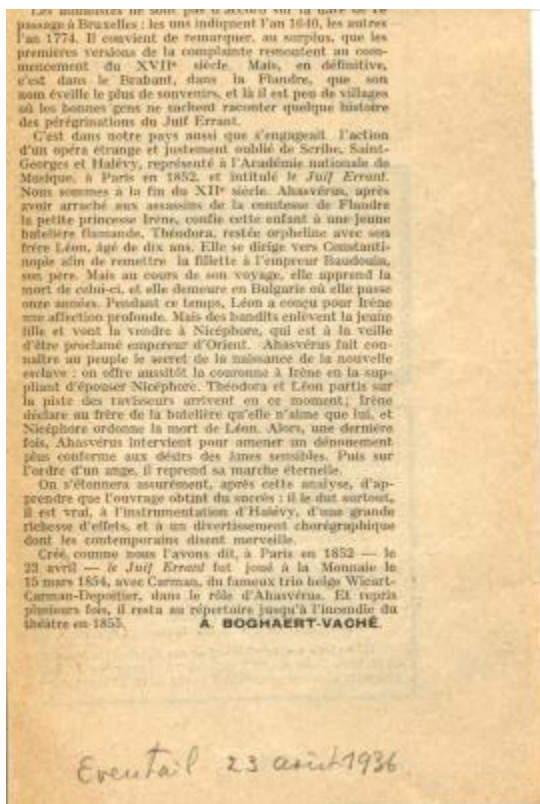 Les annalistes ne sont pas d'accord sur la date de ce
passage à Bruxelles : les uns indiquent l'an 1640, les autres
l'an 1774. Il convient de remarquer, au surplus, que les
premières versions de la complainte remontent au com-
mencement du XVIIe siècle. Mais, en définitive,
c'est dans le Brabant, dans la Flandre, que son
nom éveille le plus de souvenirs, et là il est peu de villages
où les bonnes gens ne sachent raconter quelque histoire
des pérégrinations du Juif Errant.
C'est dans notre pays aussi que s'engageait l'action
d'un opéra étrange et justement oublié de Scribe, Saint-
Georges et Halévy, représenté à l'Académie nationale de
Musique, à Paris en 1852, et intitulé le Juif Errant.
Nous sommes à la fin du XIIe siècle. Ahasvérus, après
avoir arraché aux assassins de la comtesse de Flandre
la petite princesse Irène, confie cette enfant à une jeune
batelière flamande, Théodora, restée orpheline avec son
frère Léon, âgé de dix ans. Elle se dirige vers Constanti-
nople afin de remettre la fillette à l'empreur Baudouin,
son père. Mais au cours de son voyage, elle apprend la
mort de celui-ci, et elle demeure en Bulgarie où elle passe
onze années. Pendant ce temps, Léon a conçu pour Irène
une affection profonde. Mais des bandits enlèvent la jeune
fille et vont la vendre à Nicéphore, qui est à la veille
d'être proclamé empereur d'Orient. Ahasvérus fait con-
naître au peuple le secret de la naissance de la nouvelle
esclave : on offre aussitôt la couronne à Irène en la sup-
pliant d'épouser Nicéphore. Théodora et Léon partis sur
la piste des ravisseurs arrivent en ce moment; Irène
déclare au frère de la batelière qu'elle n'aime que lui, et
Nicéphore ordonne la mort de Léon. Alors, une dernière
fois, Ahasvérus intervient pour amener un dénouement
plus conforme aux désirs des âmes sensibles. Puis sur
l'ordre d'un ange, il reprend sa marche éternelle.
On s'étonnera assurément, après cette analyse, d'ap-
prendre que l'ouvrage obtint du succès : il le dut surtout,
il est vrai, à l'instrumentation d'Halévy, d'une grande
richesse d'effets, et à un divertissement chorégraphique
dont les contemporains disent merveille.
Créé, comme nous l'avons dit, à Paris en 1852 — le
23 avril — le Juif Errant fut joué à la Monnaie le
15 mars 1854, avec Carman, du fameux trio belge Wicart-
Carman-Depoitier, dans le rôle d'Ahasvérus. Et repris
plusieurs fois, il resta au répertoire jusqu'à l'incendie du
théâtre en 1855. A. BOGHAERT-VACHÉ.
Eventail 23 août 1936